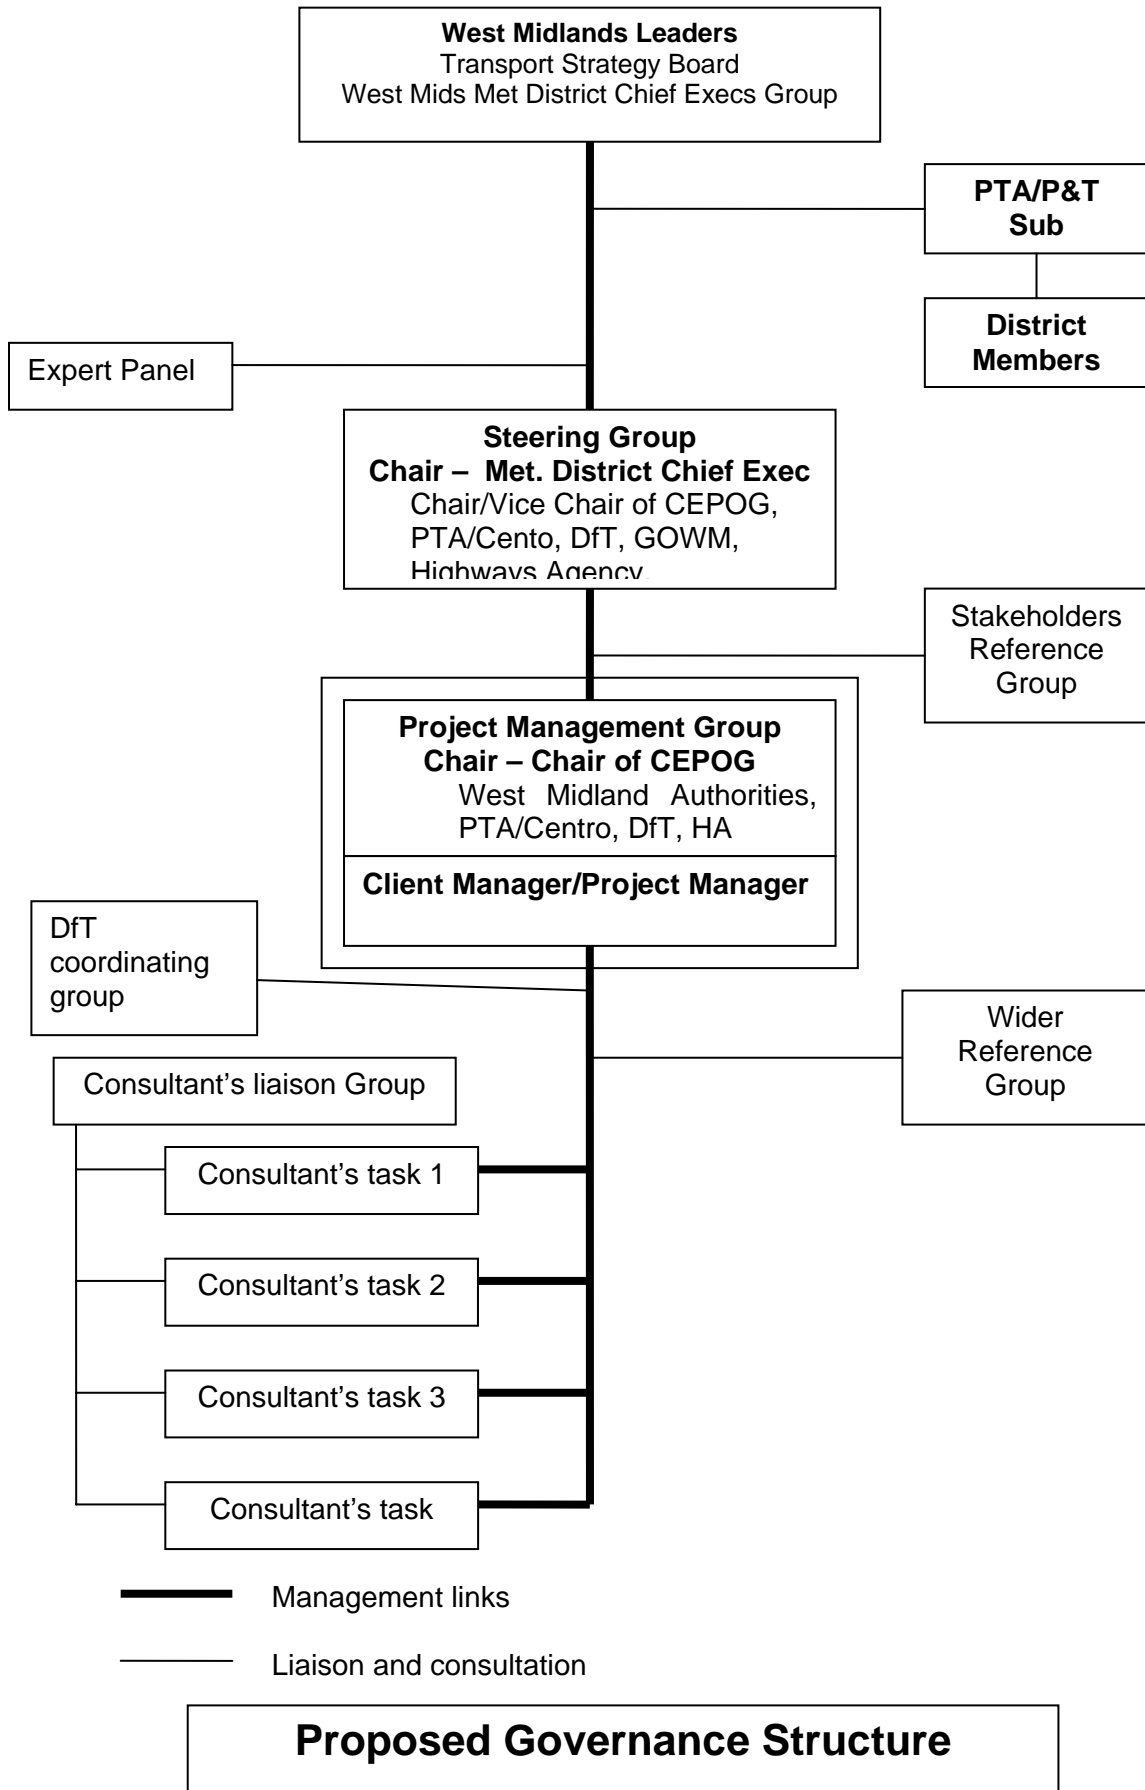 West Midlands Leaders
Transport Strategy Board
West Mids Met District Chief Execs Group
PTA/P&T
Sub
District
Members
Expert Panel
Steering Group
Chair – Met. District Chief Exec
Chair/Vice Chair of CEPOG,
PTA/Cento, DfT, GOWM,
Highways Agency.
Stakeholders
Reference
Group
Project Management Group
Chair – Chair of CEPOG
West Midland Authorities,
PTA/Centro, DfT, HA
Client Manager/Project Manager
DfT
coordinating
group
Wider
Reference
Group
Consultant's liaison Group
Consultant's task 1
Consultant's task 2
Consultant's task 3
Consultant's task
Management links
Liaison and consultation
Proposed Governance Structure